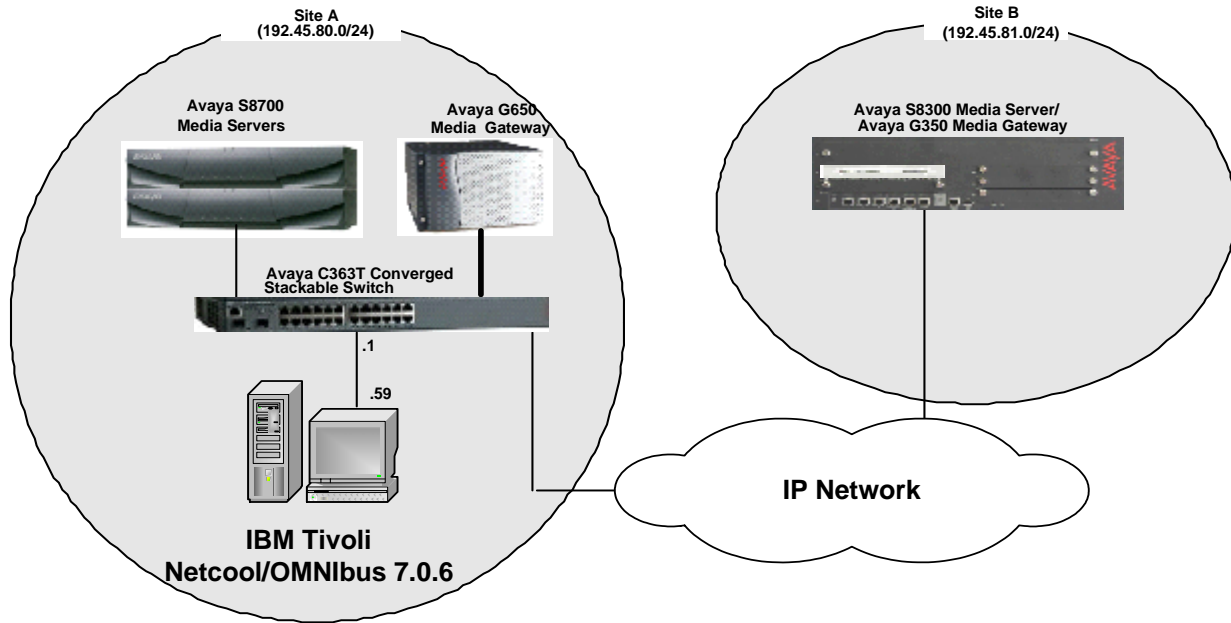 Site A
(192.45.80.0/24)
Site B
(192.45.81.0/24)
Avaya S8700
Media Servers
Avaya G650
Media Gateway
Avaya S8300 Media Server/
Avaya G350 Media Gateway
AVAYA
Avaya C363T Converged
Stackable Switch
.1
.59
IP Network
IBM Tivoli
Netcool/OMNIbus 7.0.6